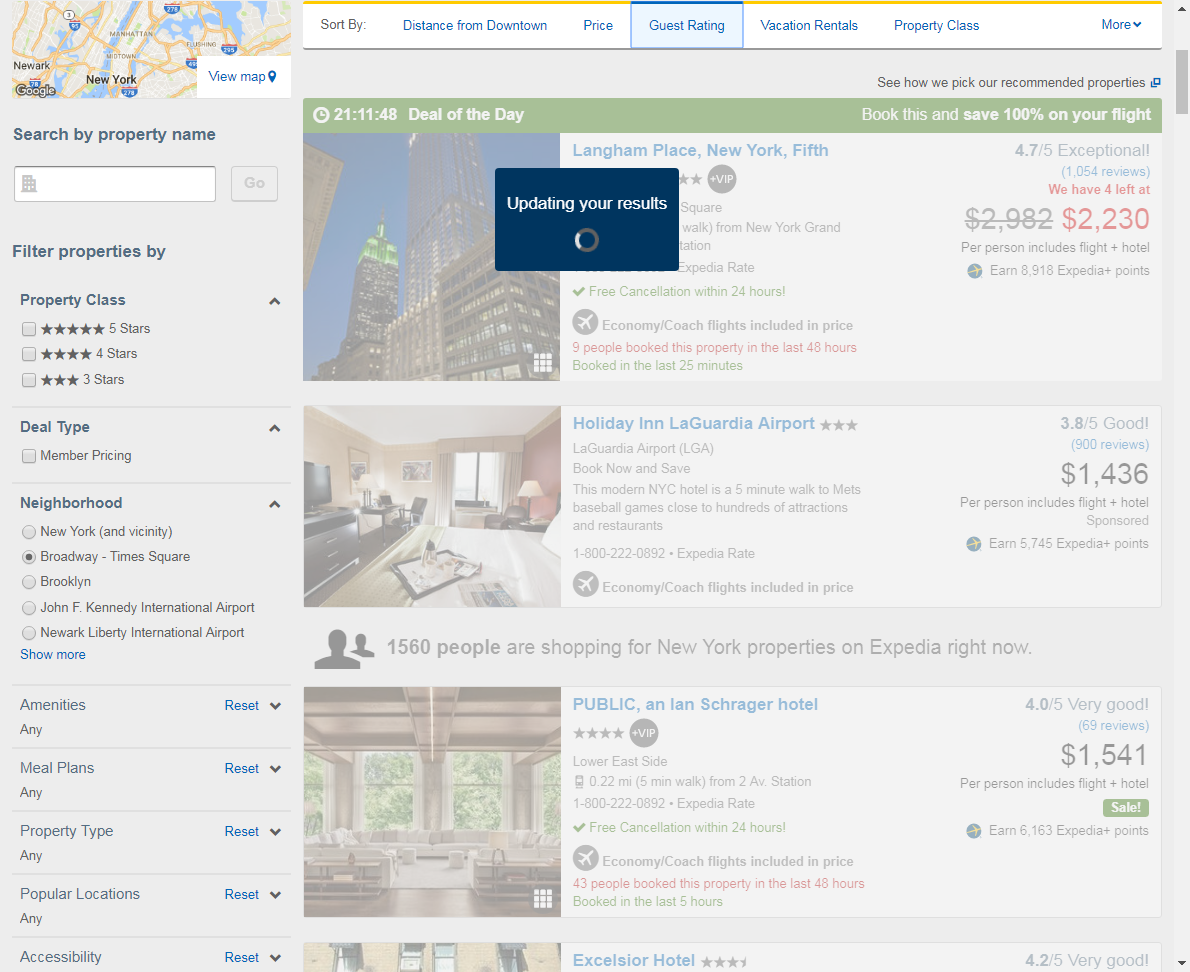 MANHATTAN
FLUSHING
MIDTOWN
Newark
New York
3
278
295
495
78
278
Google
View map
Search by property name
Go
Filter properties by
Property Class
5 Stars
4 Stars
3 Stars
Deal Type
Member Pricing
Neighborhood
New York (and vicinity)
Broadway - Times Square
Brooklyn
John F. Kennedy International Airport
Newark Liberty International Airport
Show more
Amenities Reset
Any
Meal Plans Reset
Any
Property Type Reset
Any
Popular Locations Reset
Any
Accessibility Reset
Sort By: Distance from Downtown Price Guest Rating Vacation Rentals Property Class More
See how we pick our recommended properties
21:11:48 Deal of the Day Book this and save 100% on your flight
Updating your results
Langham Place, New York, Fifth
+VIP
Square
walk) from New York Grand
Expedia Rate
Free Cancellation within 24 hours!
Economy/Coach flights included in price
9 people booked this property in the last 48 hours
Booked in the last 25 minutes
4.7/5 Exceptional!
(1,054 reviews)
We have 4 left at
$2,982 $2,230
Per person includes flight + hotel
Earn 8,918 Expedia+ points
Holiday Inn LaGuardia Airport
LaGuardia Airport (LGA)
Book Now and Save
This modern NYC hotel is a 5 minute walk to Mets
baseball games close to hundreds of attractions
and restaurants
1-800-222-0892 • Expedia Rate
Economy/Coach flights included in price
3.8/5 Good!
(900 reviews)
$1,436
Per person includes flight + hotel
Sponsored
Earn 5,745 Expedia+ points
1560 people are shopping for New York properties on Expedia right now.
PUBLIC, an Ian Schrager hotel
+VIP
Lower East Side
0.22 mi (5 min walk) from 2 Av. Station
1-800-222-0892 • Expedia Rate
Free Cancellation within 24 hours!
Economy/Coach flights included in price
43 people booked this property in the last 48 hours
Booked in the last 5 hours
4.0/5 Very good!
(69 reviews)
$1,541
Per person includes flight + hotel
Sale!
Earn 6,163 Expedia+ points
Excelsior Hotel
4.2/5 Very good!